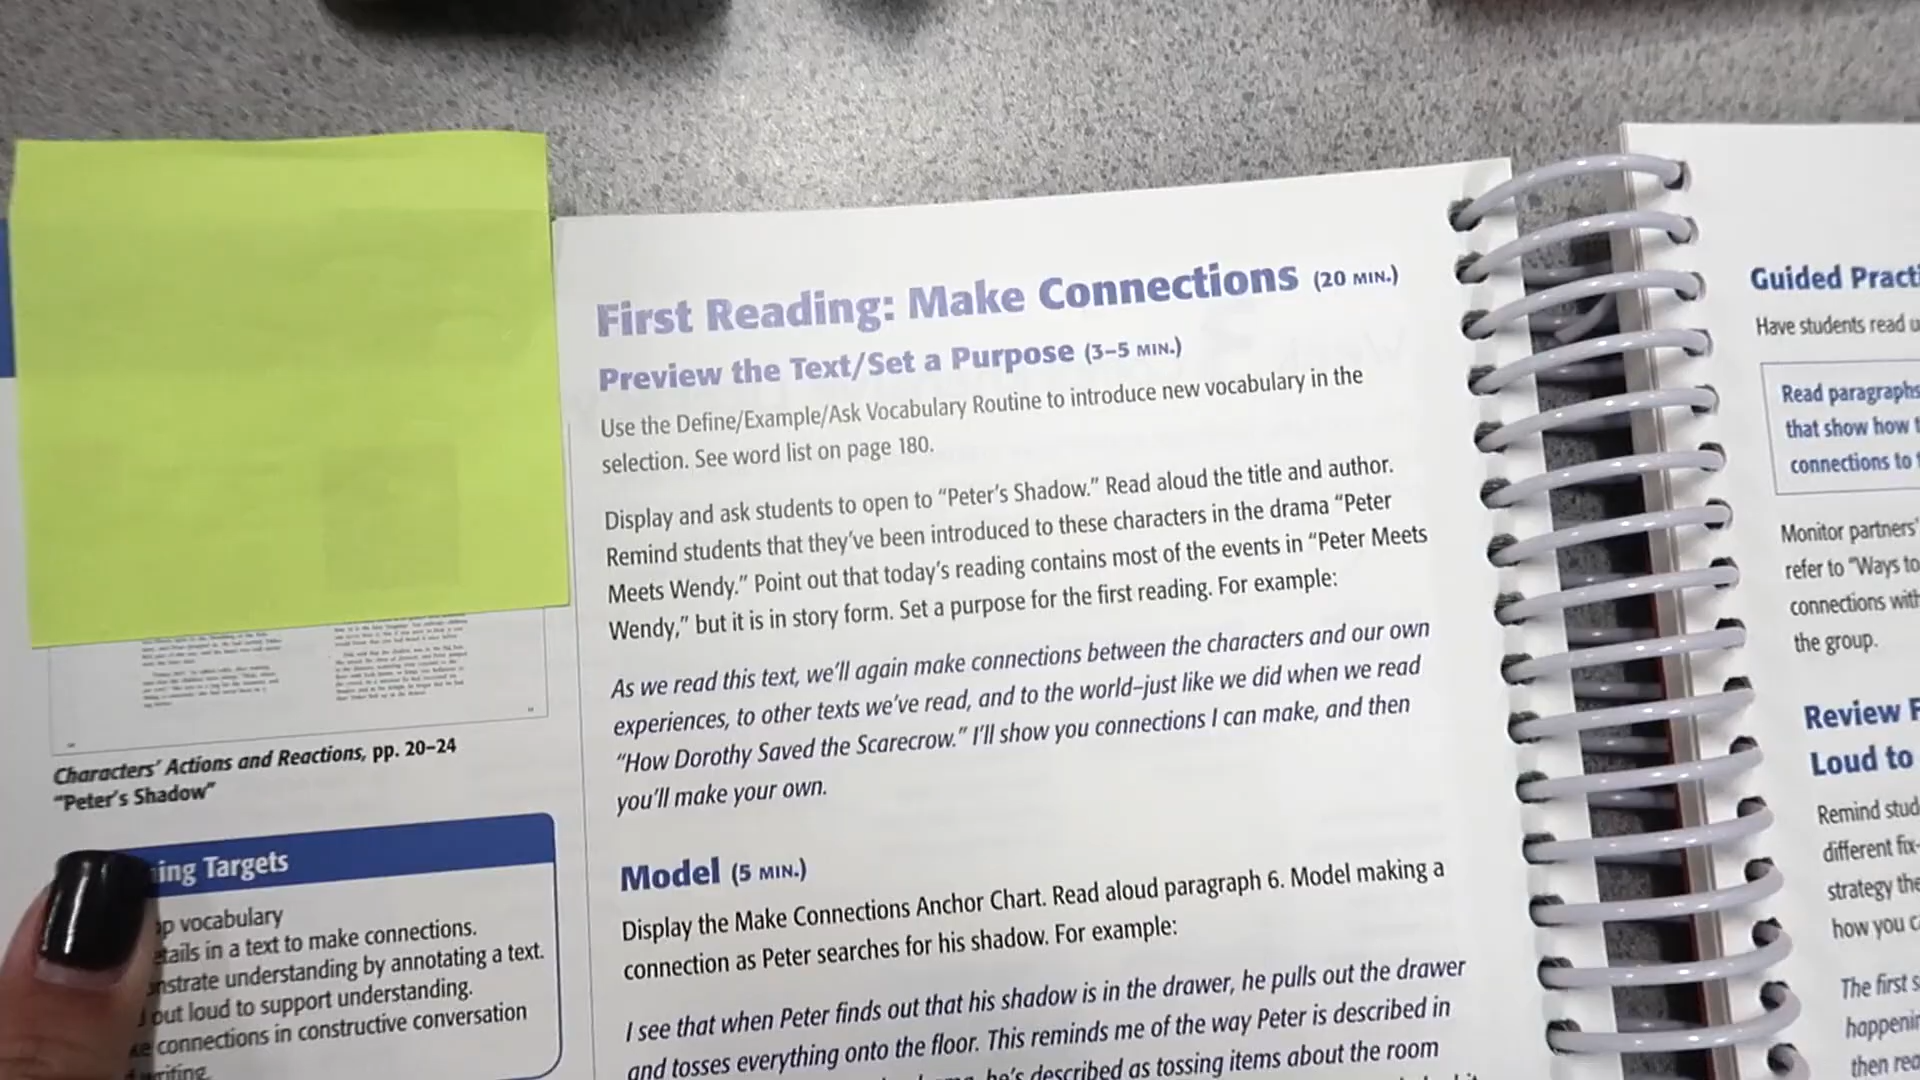 First Reading: Make Connections (20 MIN.)
Preview the Text/Set a Purpose (3–5 MIN.)
Use the Define/Example/Ask Vocabulary Routine to introduce new vocabulary in the
selection. See word list on page 180.
Display and ask students to open to “Peter’s Shadow.” Read aloud the title and author.
Remind students that they’ve been introduced to these characters in the drama “Peter
Meets Wendy.” Point out that today’s reading contains most of the events in “Peter Meets
Wendy,” but it is in story form. Set a purpose for the first reading. For example:
As we read this text, we’ll again make connections between the characters and our own
experiences, to other texts we’ve read, and to the world–just like we did when we read
“How Dorothy Saved the Scarecrow.” I’ll show you connections I can make, and then
you’ll make your own.
Model (5 MIN.)
Display the Make Connections Anchor Chart. Read aloud paragraph 6. Model making a
connection as Peter searches for his shadow. For example:
I see that when Peter finds out that his shadow is in the drawer, he pulls out the drawer
and tosses everything onto the floor. This reminds me of the way Peter is described in
he’s described as tossing items about the room
Characters’ Actions and Reactions, pp. 20–24
“Peter’s Shadow”
ing Targets
op vocabulary
etails in a text to make connections.
onstrate understanding by annotating a text.
out loud to support understanding.
ke connections in constructive conversation
writing.
Guided Practi
Have students read u
Read paragraphs
that show how t
connections to t
Monitor partners’
refer to “Ways to
connections with
the group.
Review F
Loud to
Remind stud
different fix-
strategy the
how you c
The first s
happenin
then rea